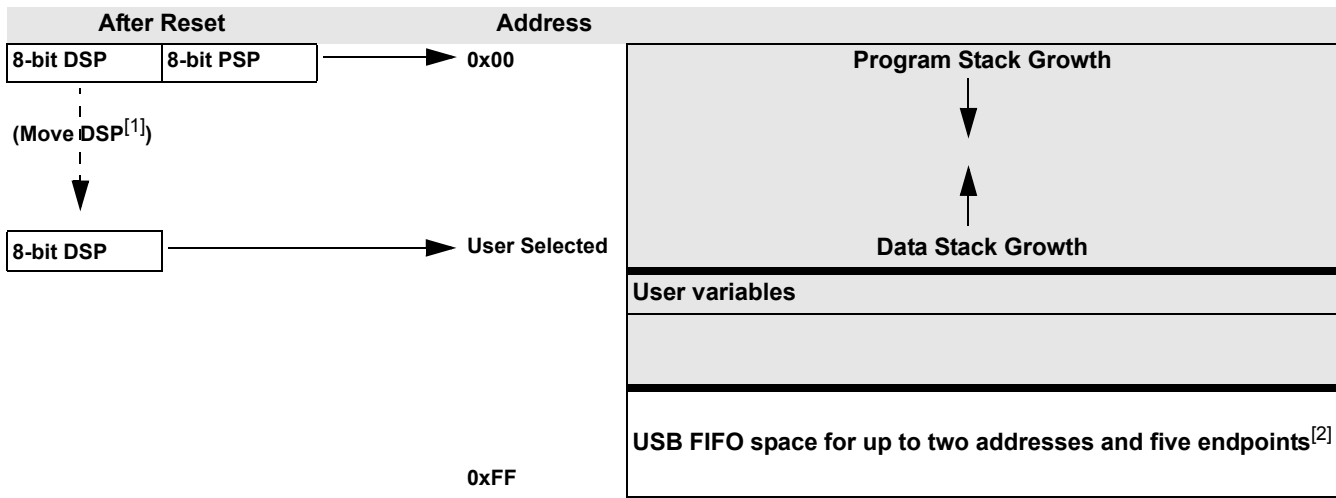 After Reset Address
8-bit DSP 8-bit PSP 0x00 Program Stack Growth
(Move DSP[1])
8-bit DSP User Selected Data Stack Growth
User variables
USB FIFO space for up to two addresses and five endpoints[2]
0xFF